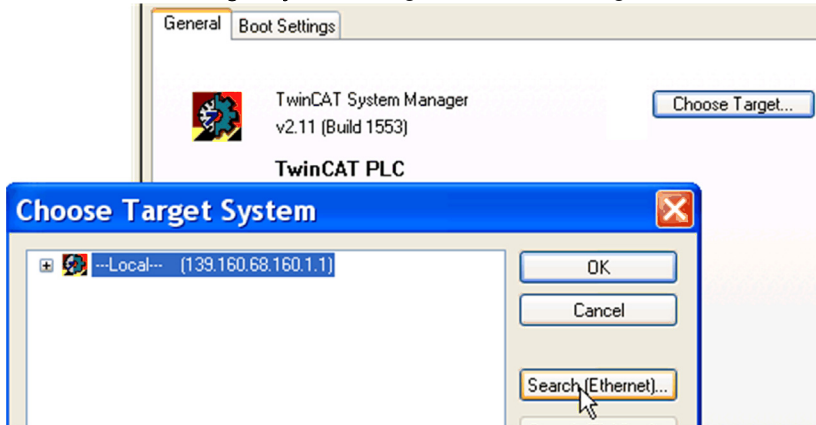 General Boot Settings
TwinCAT System Manager
v2.11 (Build 1553)
Choose Target...
TwinCAT PLC
Choose Target System
---Local--- (139.160.68.160.1.1)
OK
Cancel
Search (Ethernet)...